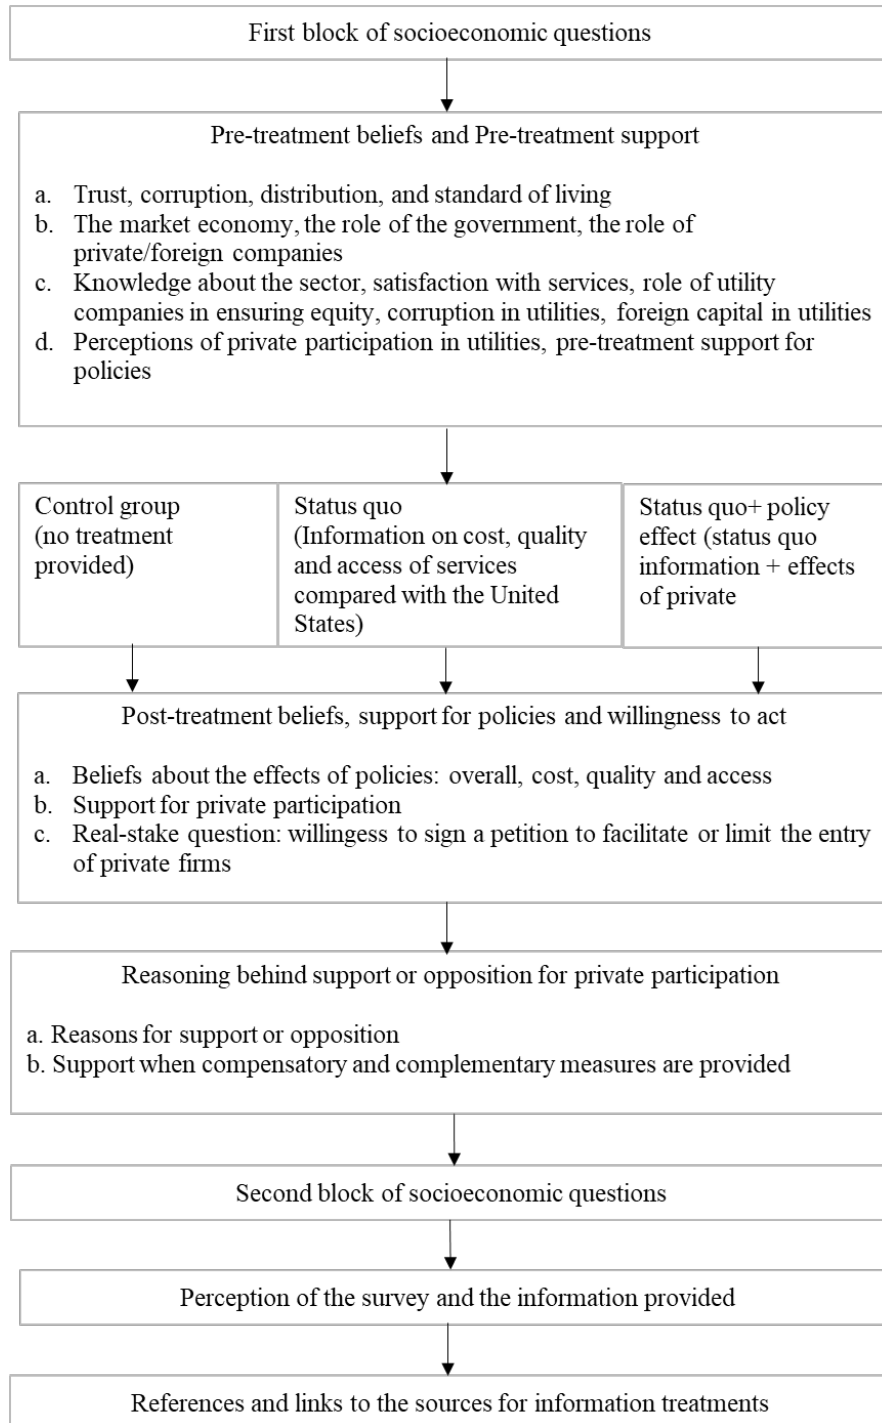 First block of socioeconomic questions
Pre-treatment beliefs and Pre-treatment support
a. Trust, corruption, distribution, and standard of living
b. The market economy, the role of the government, the role of
private/foreign companies
c. Knowledge about the sector, satisfaction with services, role of utility
companies in ensuring equity, corruption in utilities, foreign capital in utilities
d. Perceptions of private participation in utilities, pre-treatment support for
policies
Control group
(no treatment
provided)
Status quo
(Information on cost, quality
and access of services
compared with the United
States)
Status quo+ policy
effect (status quo
information + effects
of private
Post-treatment beliefs, support for policies and willingness to act
a. Beliefs about the effects of policies: overall, cost, quality and access
b. Support for private participation
c. Real-stake question: willingess to sign a petition to facilitate or limit the entry
of private firms
Reasoning behind support or opposition for private participation
a. Reasons for support or opposition
b. Support when compensatory and complementary measures are provided
Second block of socioeconomic questions
Perception of the survey and the information provided
References and links to the sources for information treatments